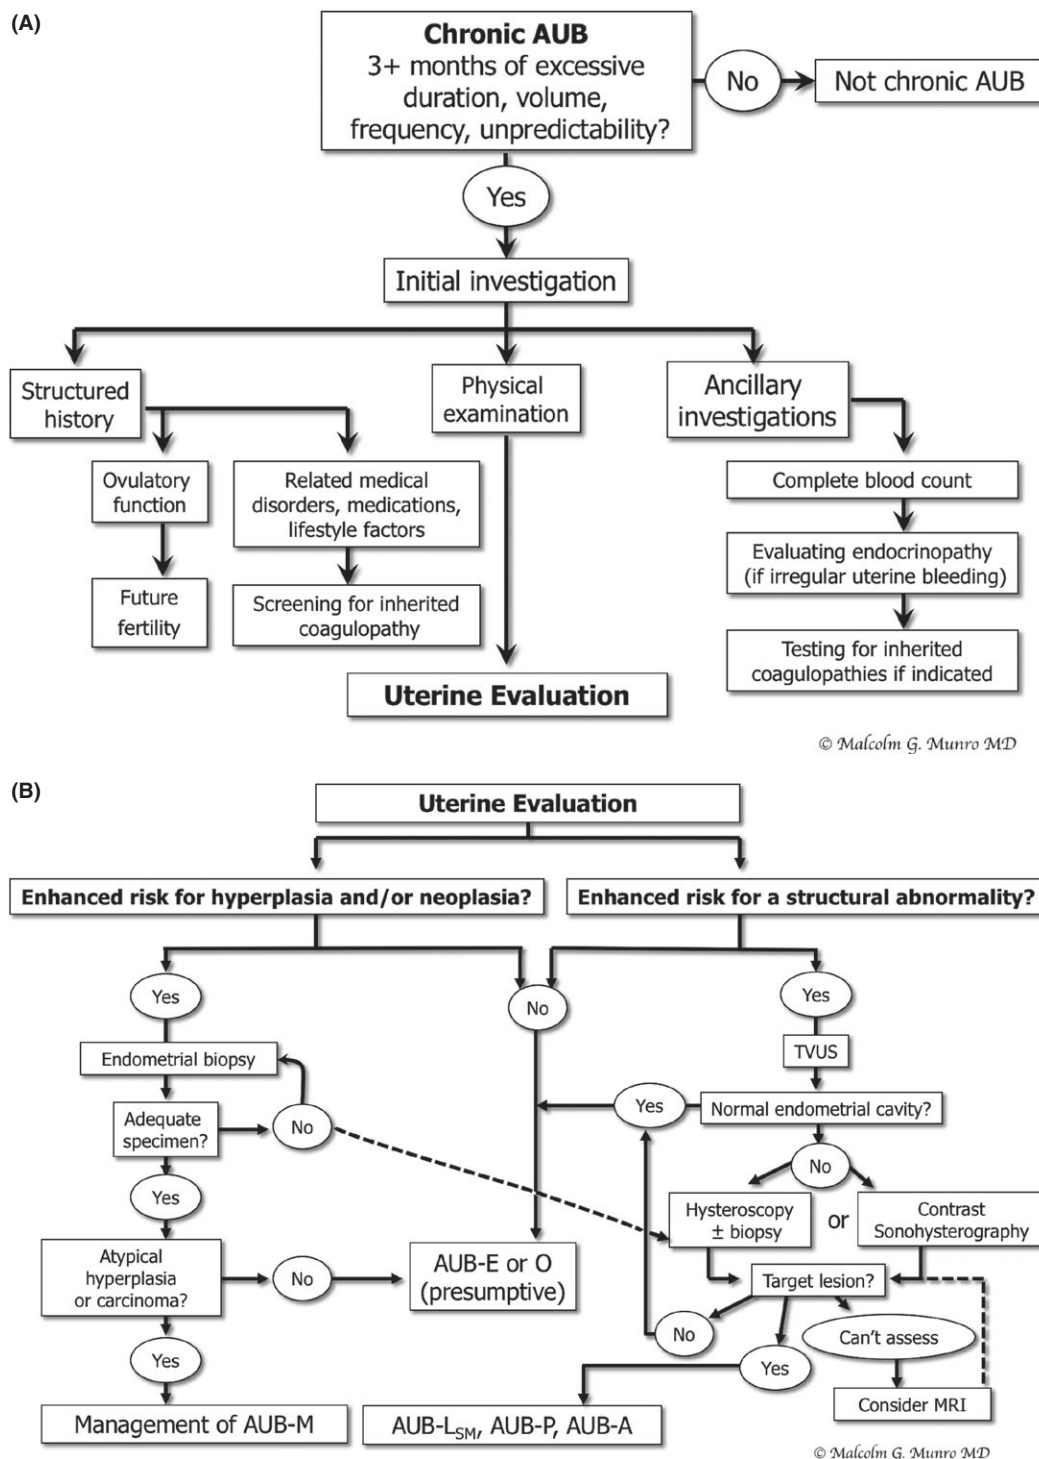 (A)
Chronic AUB
3+ months of excessive
duration, volume,
frequency, unpredictability?
No
Not chronic AUB
Yes
Initial investigation
Structured
history
Physical
examination
Ancillary
investigations
Ovulatory
function
Related medical
disorders, medications,
lifestyle factors
Complete blood count
Evaluating endocrinopathy
(if irregular uterine bleeding)
Future
fertility
Screening for inherited
coagulopathy
Testing for inherited
coagulopathies if indicated
Uterine Evaluation
© Malcolm G. Munro MD
(B)
Uterine Evaluation
Enhanced risk for hyperplasia and/or neoplasia?
Enhanced risk for a structural abnormality?
Yes
No
Yes
Endometrial biopsy
TVUS
Adequate
specimen?
No
Yes
Normal endometrial cavity?
No
Yes
Hysteroscopy
± biopsy
or
Contrast
Sonohysterography
Atypical
hyperplasia
or carcinoma?
No
AUB-E or O
(presumptive)
Target lesion?
No
Can't assess
Yes
Yes
Consider MRI
Management of AUB-M
AUB-LSM, AUB-P, AUB-A
© Malcolm G. Munro MD